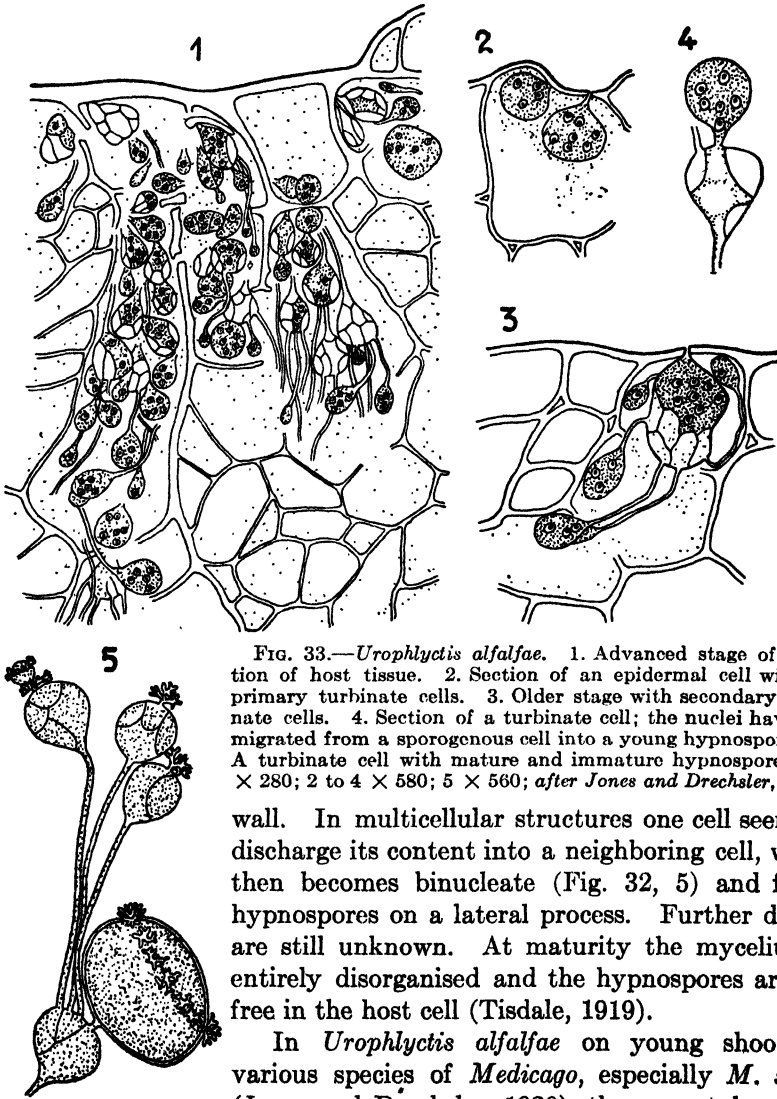 1
2
4
3
5
FIG. 33.—Urophlyctis alfalfae. 1. Advanced stage of
tion of host tissue. 2. Section of an epidermal cell wi
primary turbinate cells. 3. Older stage with secondary
nate cells. 4. Section of a turbinate cell; the nuclei hav
migrated from a sporogenous cell into a young hypnospor
A turbinate cell with mature and immature hypnospore
× 280; 2 to 4 × 580; 5 × 560; after Jones and Drechsler,
wall. In multicellular structures one cell seem
discharge its content into a neighboring cell, w
then becomes binucleate (Fig. 32, 5) and f
hypnospores on a lateral process. Further d
are still unknown. At maturity the myceliu
entirely disorganised and the hypnospores ar
free in the host cell (Tisdale, 1919).
In Urophlyctis alfalfae on young shoo
various species of Medicago, especially M.